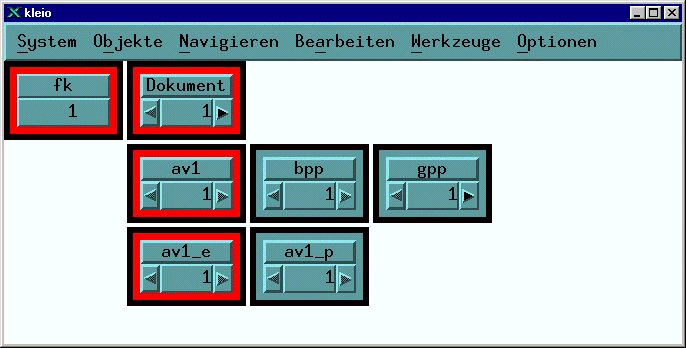 kleio
System Objekte Navigieren Bearbeiten Werkzeuge Optionen
fk Dokument
1 1
av1 bpp gpp
1 1 1
av1_e av1_p
1 1